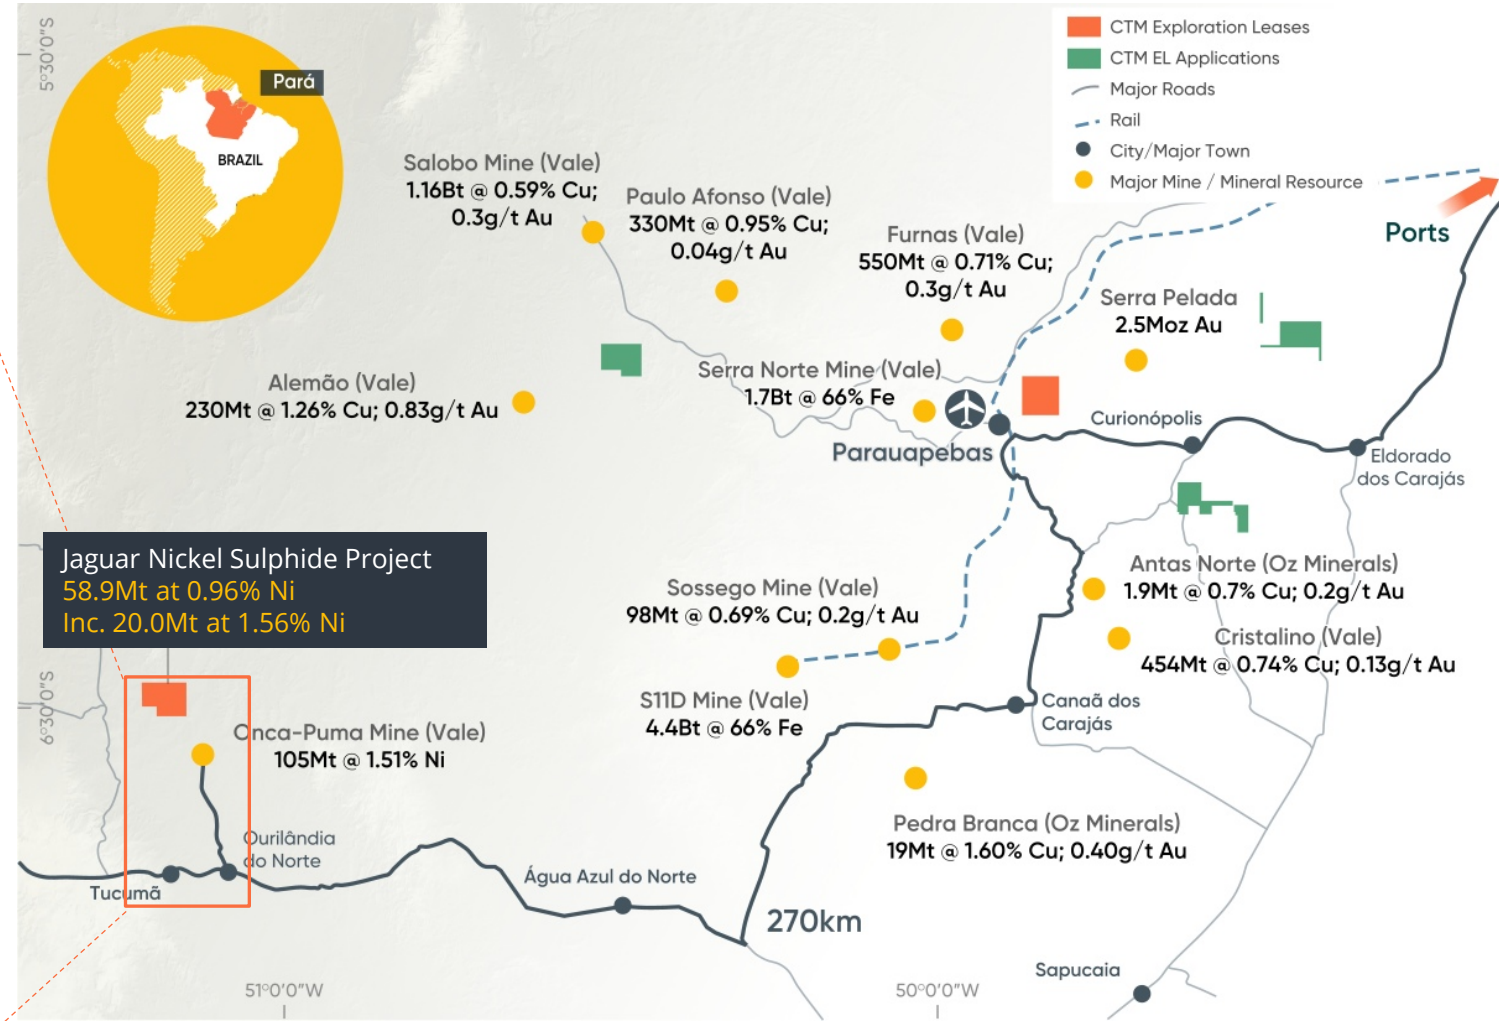 5°30'0"S
Pará
BRAZIL
CTM Exploration Leases
CTM EL Applications
Major Roads
Rail
City/Major Town
Major Mine / Mineral Resource
Ports
Salobo Mine (Vale)
1.16Bt @ 0.59% Cu;
0.3g/t Au
Paulo Afonso (Vale)
330Mt @ 0.95% Cu;
0.04g/t Au
Furnas (Vale)
550Mt @ 0.71% Cu;
0.3g/t Au
Serra Pelada
2.5Moz Au
Alemão (Vale)
230Mt @ 1.26% Cu; 0.83g/t Au
Serra Norte Mine (Vale)
1.7Bt @ 66% Fe
Parauapebas
Curionópolis
Eldorado
dos Carajás
Jaguar Nickel Sulphide Project
58.9Mt at 0.96% Ni
Inc. 20.0Mt at 1.56% Ni
Sossego Mine (Vale)
98Mt @ 0.69% Cu; 0.2g/t Au
Antas Norte (Oz Minerals)
1.9Mt @ 0.7% Cu; 0.2g/t Au
Cristalino (Vale)
454Mt @ 0.74% Cu; 0.13g/t Au
6°30'0"S
S11D Mine (Vale)
4.4Bt @ 66% Fe
Canaã dos
Carajás
Onca-Puma Mine (Vale)
105Mt @ 1.51% Ni
Pedra Branca (Oz Minerals)
19Mt @ 1.60% Cu; 0.40g/t Au
Ourilândia
do Norte
Tucumã
Água Azul do Norte
270km
Sapucaia
51°0'0"W
50°0'0"W